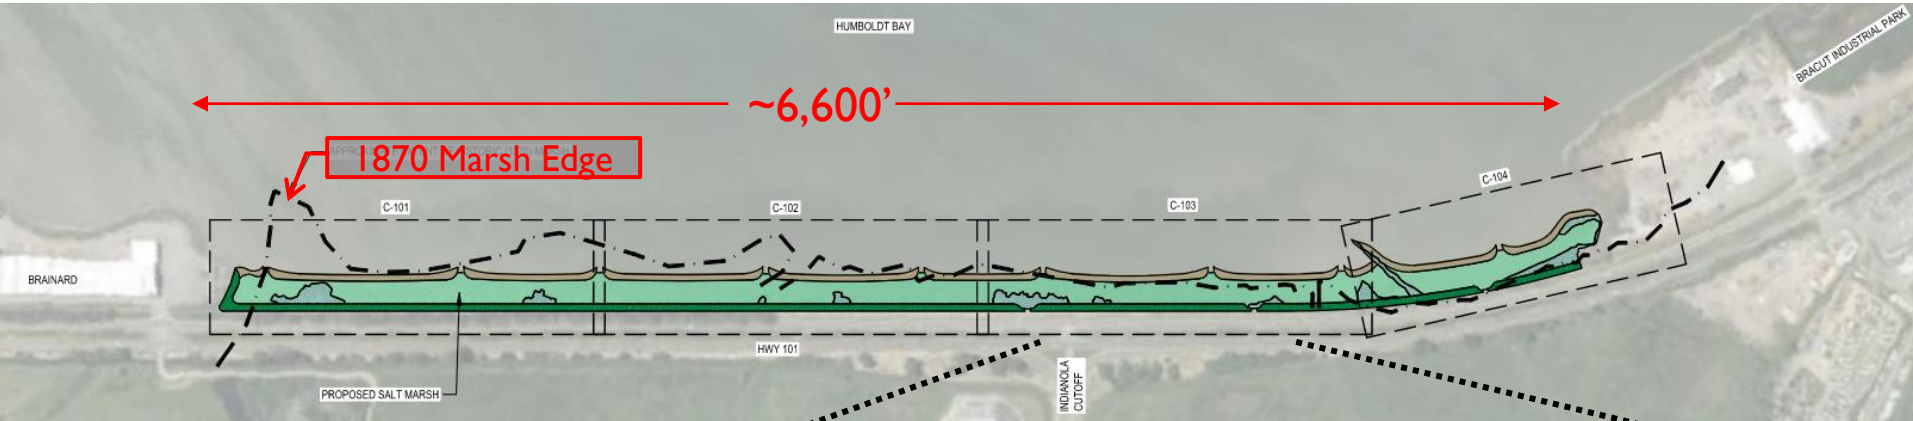 HUMBOLDT BAY
BRACUT INDUSTRIAL PARK
~6,600’
1870 Marsh Edge
C-101
C-102
C-103
C-104
BRAINARD
HWY 101
PROPOSED SALT MARSH
INDIANOLA
CUTOFF